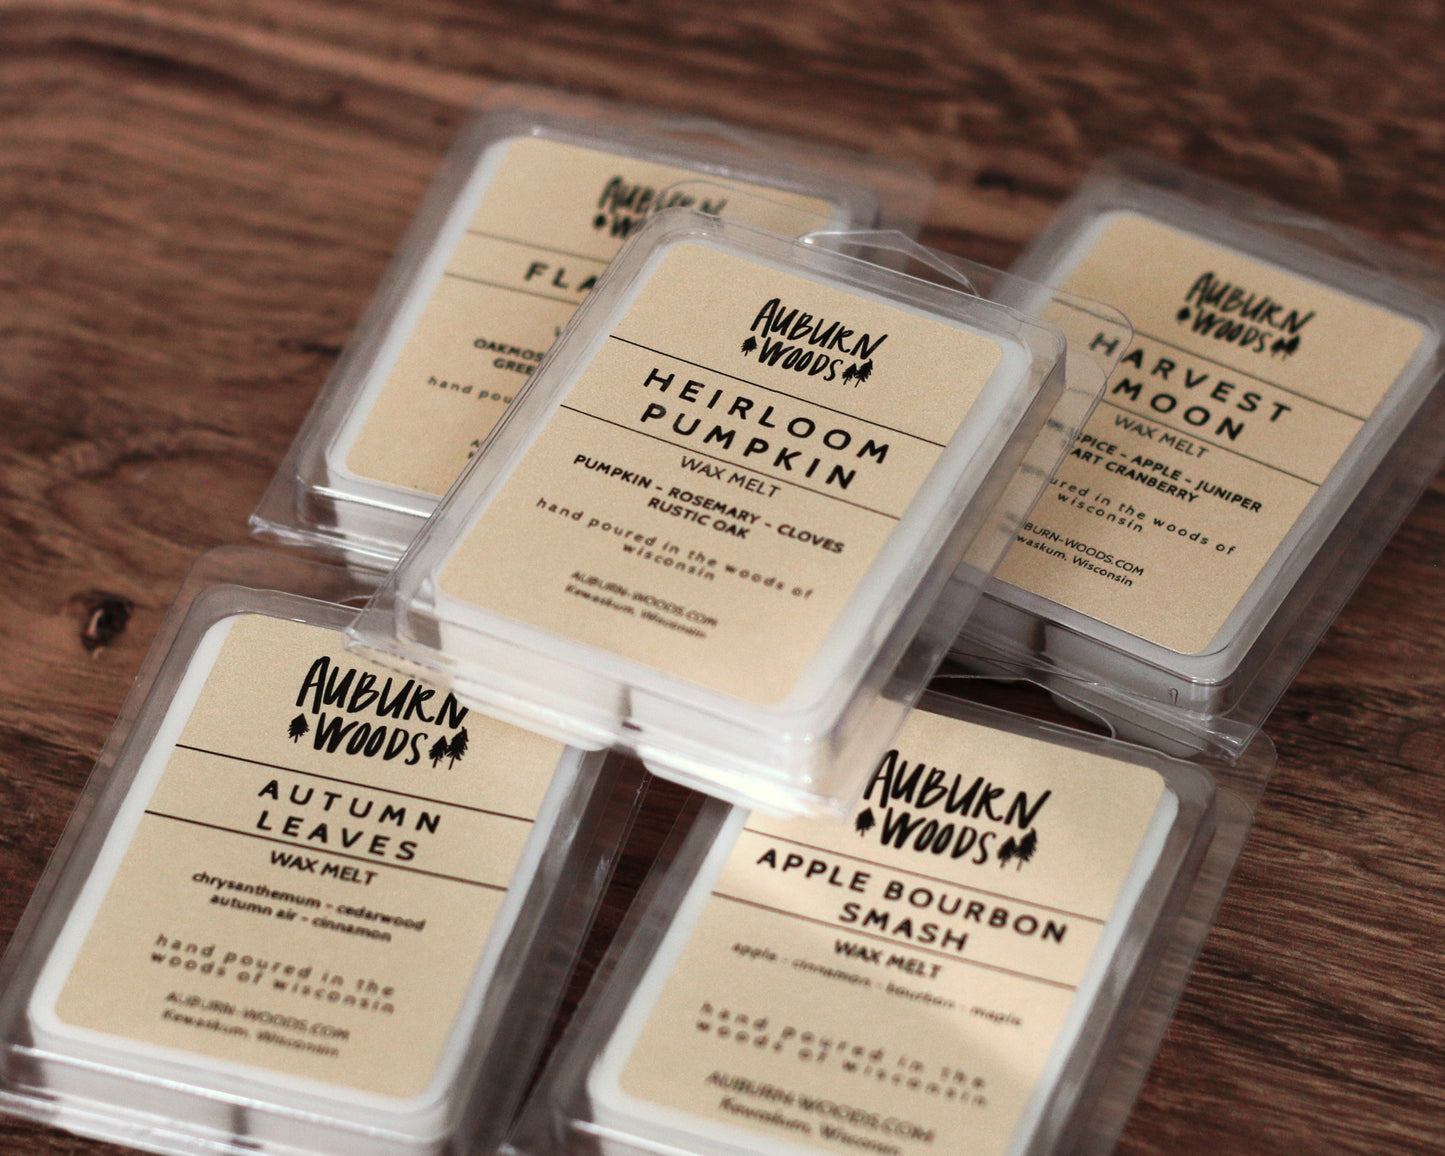 AUBURN
WOODS
FLA
OAKMOS
GREE
hand pou
AUBURN
WOODS
HEIRLOOM
PUMPKIN
WAX MELT
PUMPKIN - ROSEMARY - CLOVES
RUSTIC OAK
hand poured in the woods of
wisconsin
AUBURN-WOODS.COM
Kewaskum, Wisconsin
AUBURN
WOODS
HARVEST
MOON
WAX MELT
SPICE - APPLE - JUNIPER
ART CRANBERRY
ured in the woods of
wisconsin
BURN-WOODS.COM
waskum, Wisconsin
AUBURN
WOODS
AUTUMN
LEAVES
WAX MELT
chrysanthemum - cedarwood
autumn air - cinnamon
hand poured in the
woods of wisconsin
AUBURN-WOODS.COM
Kewaskum, Wisconsin
AUBURN
WOODS
APPLE BOURBON
SMASH
WAX MELT
apple - cinnamon - bourbon - maple
hand poured in the
woods of wisconsin
AUBURN-WOODS.COM
Kewaskum, Wisconsin